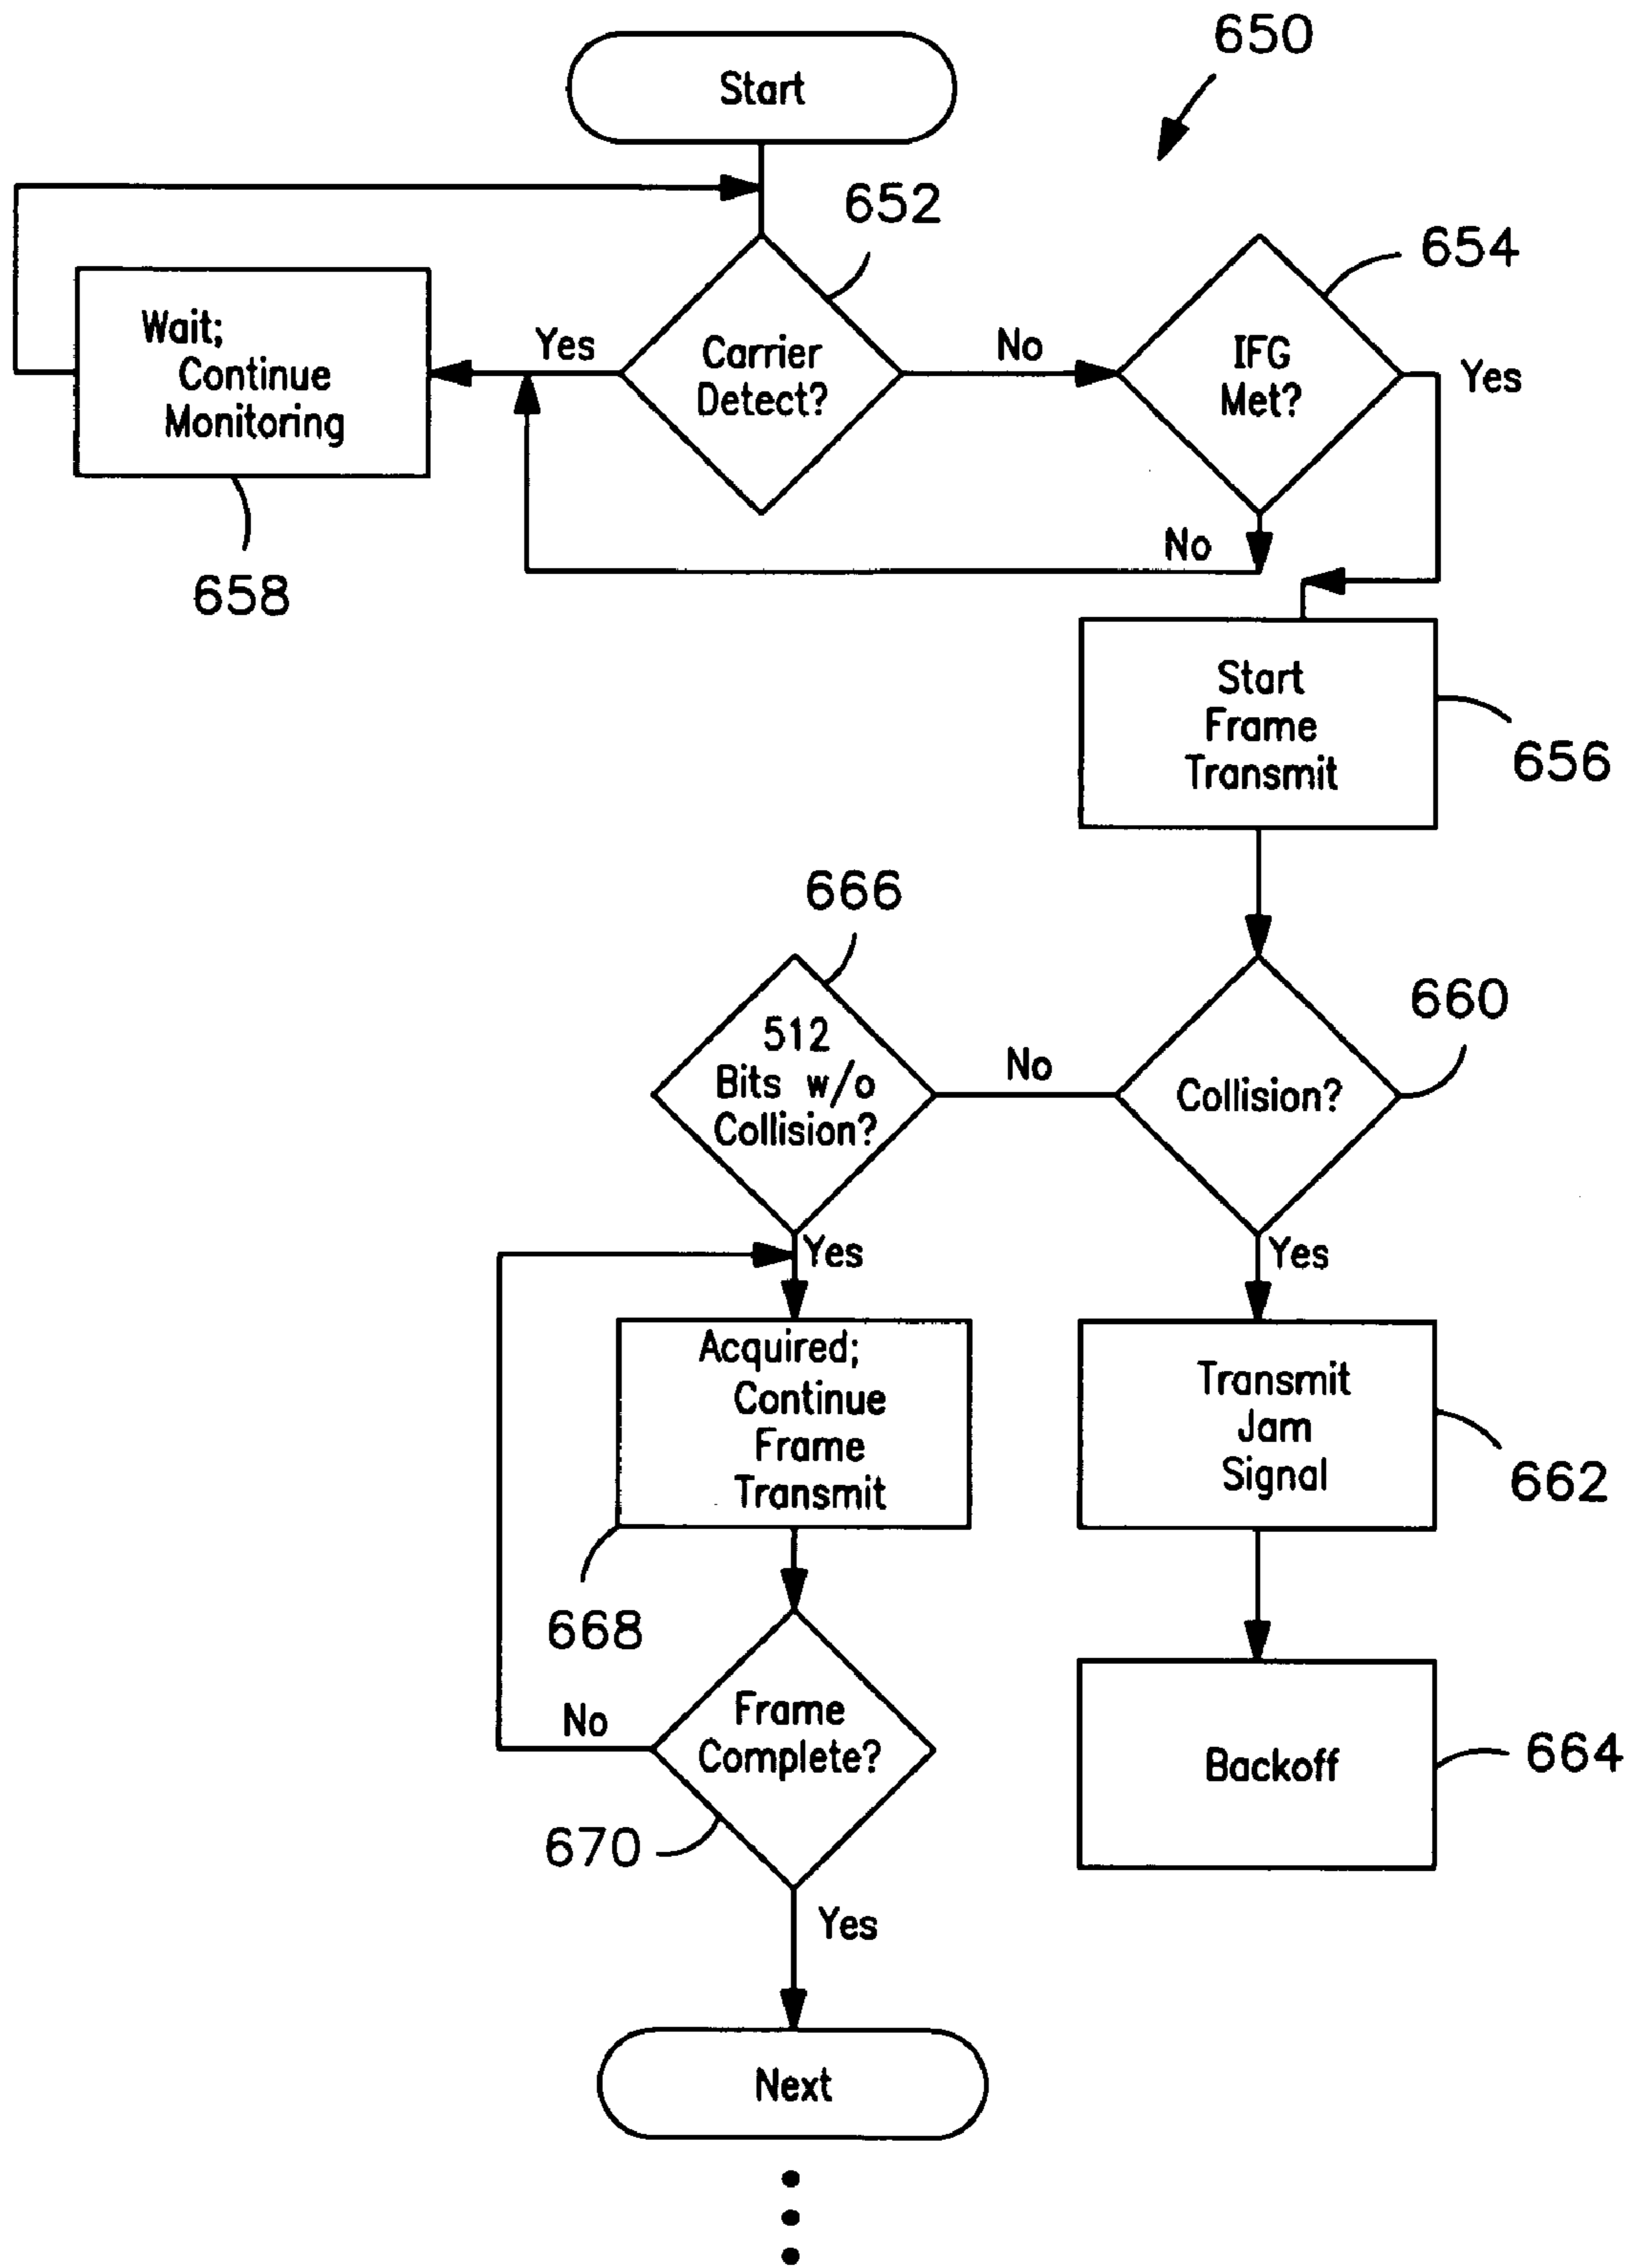 650
Start
652
654
Wait;
Continue
Monitoring
Yes
Carrier
Detect?
No
IFG
Met?
Yes
No
658
Start
Frame
Transmit
656
666
512
Bits w/o
Collision?
No
660
Collision?
Yes
Yes
Acquired;
Continue
Frame
Transmit
Transmit
Jam
Signal
662
668
No
Frame
Complete?
Backoff
664
670
Yes
Next